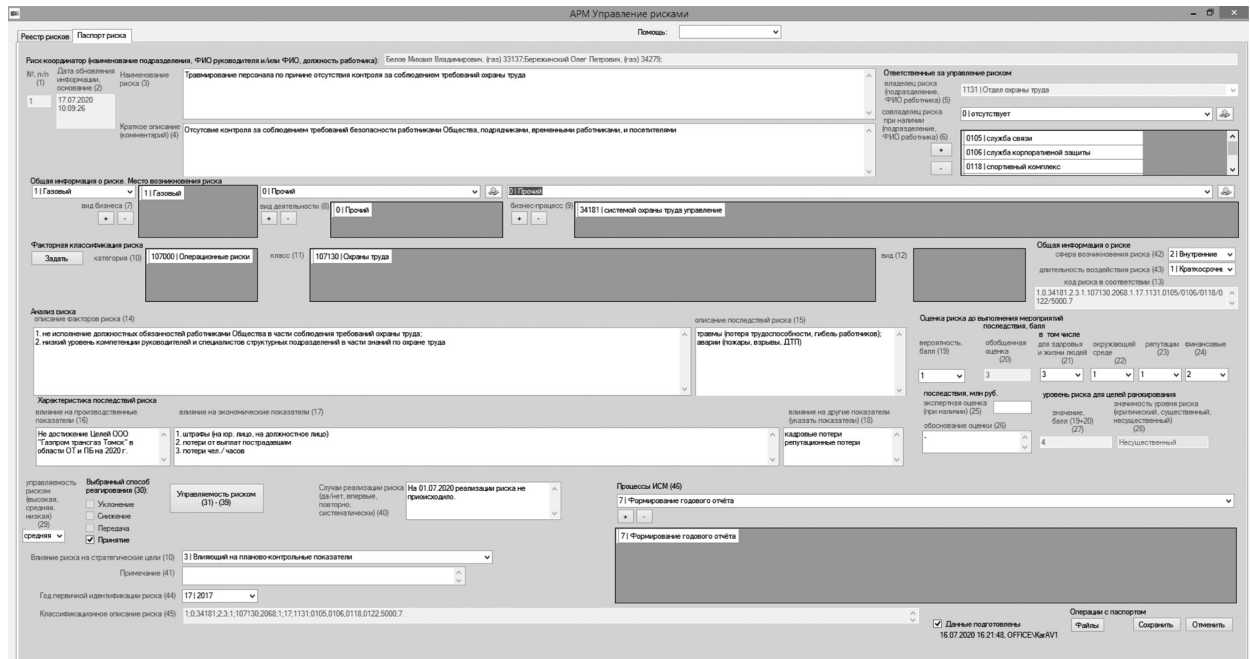 АРМ Управление рисками
Реестр рисков Паспорт риска
Помощь:
Риск-координатор (наименование подразделения, ФИО руководителя и/или ФИО, должность работника):
Белов Михаил Владимирович, (газ) 33137;Бережинский Олег Петрович, (газ) 34279;
№, п/п
(1)
1
Дата обновления
информации,
основание (2)
17.07.2020
10:09:26
Наименование
риска (3)
Травмирование персонала по причине отсутствия контроля за соблюдением требований охраны труда
Краткое описание
(комментарий) (4)
Отсутсвие контроля за соблюдением требований безопасности работниками Общества, подрядчиками, временными работниками, и посетителями
Ответственные за управление риском
владелец риска
(подразделение,
ФИО работника) (5)
1131 | Отдел охраны труда
совладелец риска
при наличии
(подразделение,
ФИО работника) (6)
+
-
0 | отсутствует
0105 | служба связи
0106 | служба корпоративной защиты
0118 | спортивный комплекс
Общая информация о риске. Место возникновения риска
1 | Газовый
вид бизнеса (7)
+ -
1 | Газовый
0 | Прочий
вид деятельности (8)
+ -
0 | Прочий
0 | Прочий
бизнес-процесс (9)
+ -
34181 | системой охраны труда управление
Факторная классификация риска
Задать
категория (10)
107000 | Операционные риски
класс (11)
107130 | Охраны труда
вид (12)
Общая информация о риске
сфера возникновения риска (42) 2 | Внутренние
длительность воздействия риска (43) 1 | Краткосрочн
код риска в соответствии (13)
1.0.34181.2.3.1.107130.2068.1.17.1131.0105/0106/0118/0
122/5000.7
Анализ риска
описание факторов риска (14)
1. не исполнение должностных обязанностей работниками Общества в части соблюдения требований охраны труда;
2. низкий уровень компетенции руководителей и специалистов структурных подразделений в части знаний по охране труда
описание последствий риска (15)
травмы (потеря трудоспособности, гибель работников);
аварии (пожары, взрывы, ДТП)
Оценка риска до выполнения мероприятий
последствия, балл
в том числе
вероятность,
балл (19)
1
обобщенная
оценка
(20)
3
для здоровья
и жизни людей
(21)
3
окружающей
среде
(22)
1
репутации
(23)
1
финансовые
(24)
2
Характеристика последствий риска
влияние на производственные
показатели (16)
Не достижение Целей ООО
"Газпром трансгаз Томск" в
области ОТ и ПБ на 2020 г.
влияние на экономические показатели (17)
1. штрафы (на юр. лицо, на должностное лицо)
2. потери от выплат пострадавшим
3. потери чел./ часов
влияние на другие показатели
(указать показатели) (18)
кадровые потери
репутационные потери
последствия, млн руб.
экспертная оценка
(при наличии) (25)
обоснование оценки (26)
-
уровень риска для целей ранжирования
значение,
балл (19+20)
(27)
4
значимость уровня риска
(критический, существенный,
несущественный)
(28)
Несущественный
управляемость
риском
(высокая,
средняя,
низкая)
(29)
средняя
Выбранный способ
реагирования (30):
Уклонение
Снижение
Передача
Принятие
Управляемость риском
(31) - (39)
Случаи реализации риска
(да/нет, впервые,
повторно,
систематически) (40)
На 01.07.2020 реализации риска не
приоисходило.
Процессы ИСМ (46)
7 | Формирование годового отчёта
+ -
7 | Формирование годового отчёта
Влияние риска на стратегические цели (10) 3 | Влияющий на планово-контрольные показатели
Примечание (41)
Год первичной идентификации риска (44) 17 | 2017
Классификационное описание риска (45) 1;0;34181;2;3;1;107130;2068;1;17;1131;0105,0106,0118,0122;5000;7.
Данные подготовлены
16.07.2020 16:21:48, OFFICE\KarAV1
Операции с паспортом
Файлы Сохранить Отменить